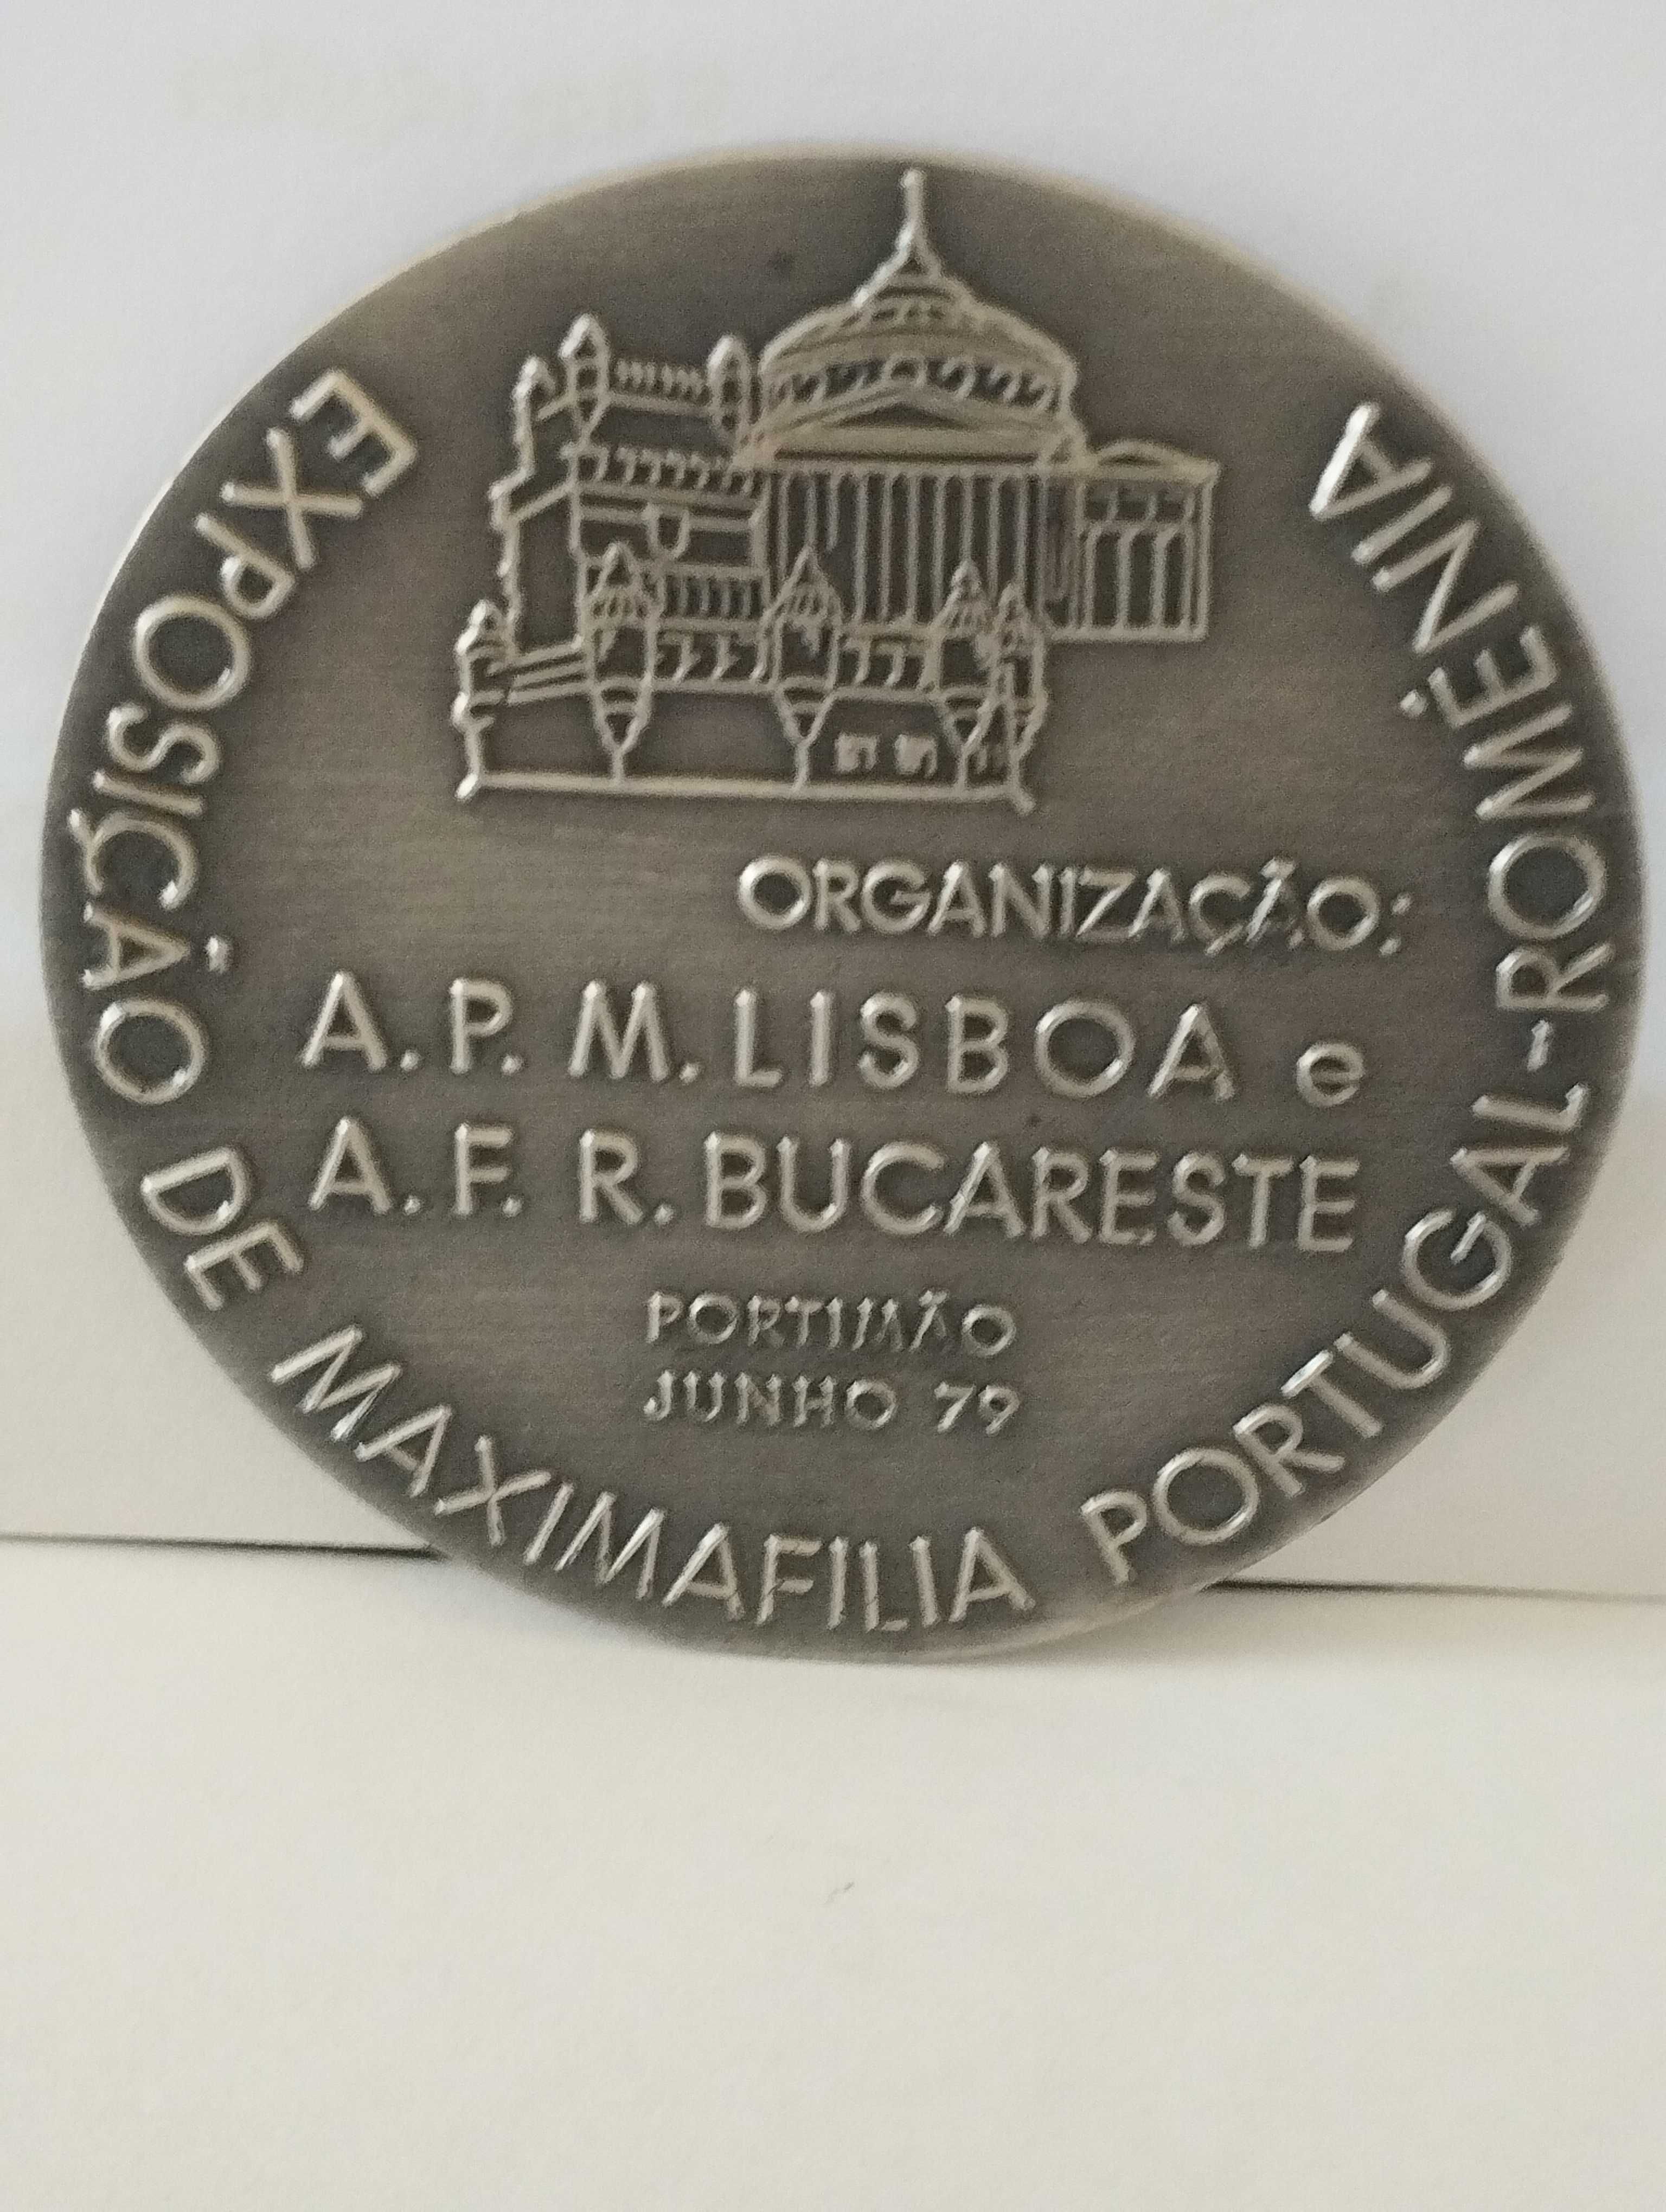 EXPOSIÇÃO DE MAXIMAFILIA PORTUGAL-ROMÉNIA
ORGANIZAÇÃO:
A.P.M.LISBOA e
A.F.R.BUCARESTE
PORTIMÃO
JUNHO 79